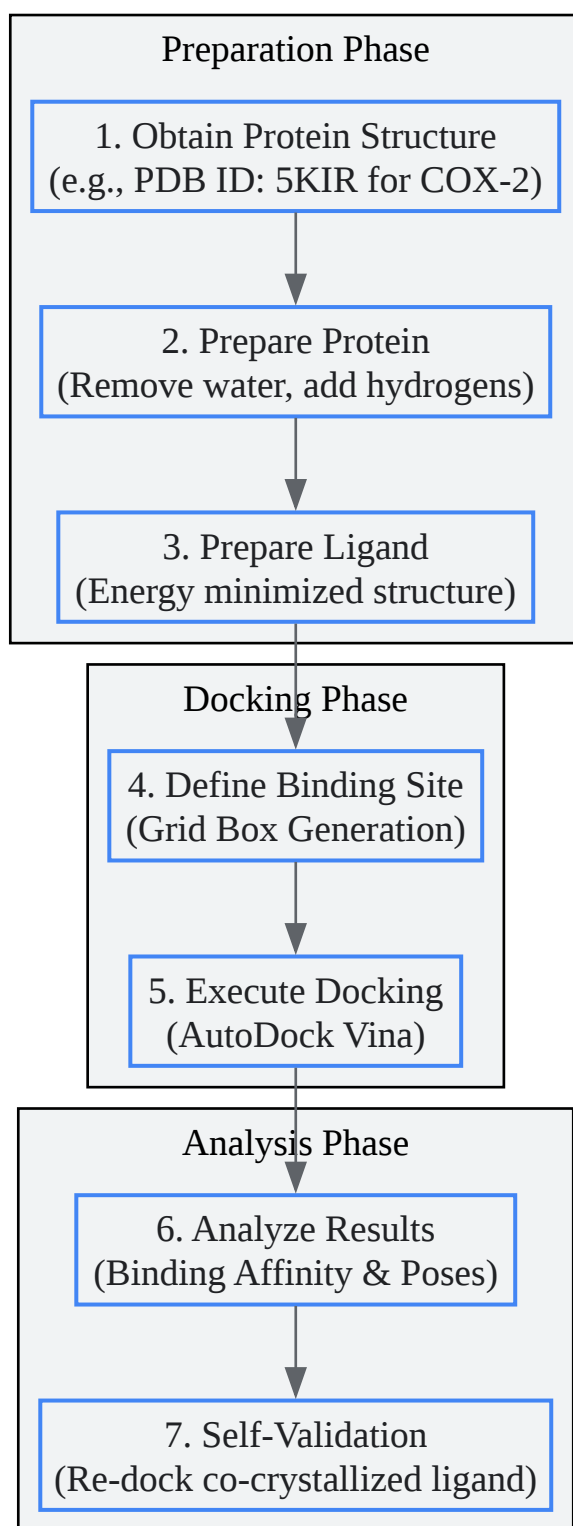 Preparation Phase
1. Obtain Protein Structure
(e.g., PDB ID: 5KIR for COX-2)
2. Prepare Protein
(Remove water, add hydrogens)
3. Prepare Ligand
(Energy minimized structure)
Docking Phase
4. Define Binding Site
(Grid Box Generation)
5. Execute Docking
(AutoDock Vina)
Analysis Phase
6. Analyze Results
(Binding Affinity & Poses)
7. Self-Validation
(Re-dock co-crystallized ligand)